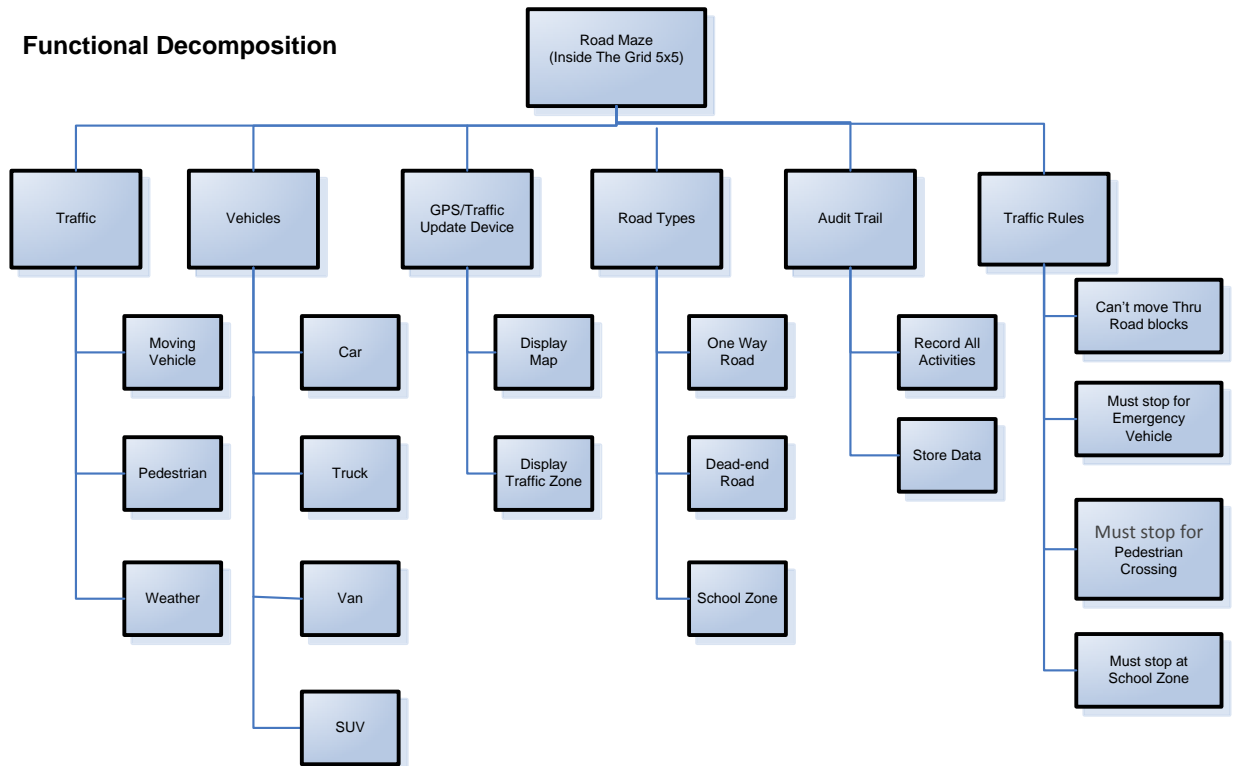 Functional Decomposition
Road Maze
(Inside The Grid 5x5)
Traffic
Vehicles
GPS/Traffic
Update Device
Road Types
Audit Trail
Traffic Rules
Moving
Vehicle
Pedestrian
Weather
Car
Truck
Van
SUV
Display
Map
Display
Traffic Zone
One Way
Road
Dead-end
Road
School Zone
Record All
Activities
Store Data
Can’t move Thru
Road blocks
Must stop for
Emergency
Vehicle
Must stop for
Pedestrian
Crossing
Must stop at
School Zone